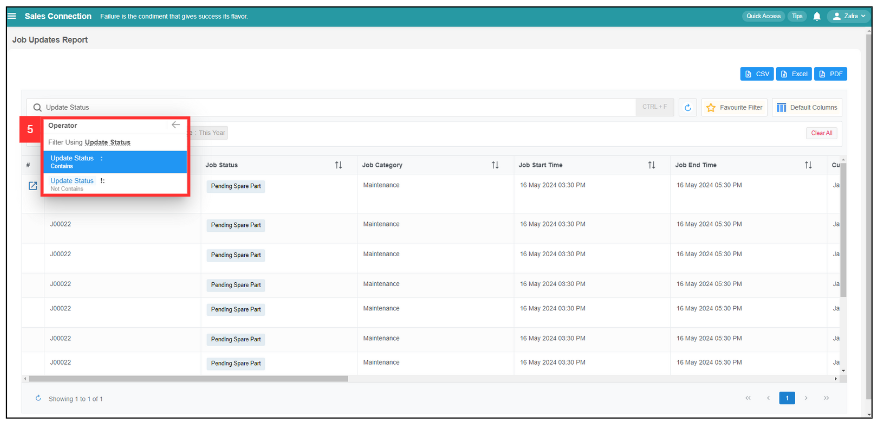 Sales Connection Failure is the condiment that gives success its flavor. Quick Access Tips Zafra
Job Updates Report
CSV Excel PDF
Update Status CTRL + F Favourite Filter Default Columns
5 Operator
: This Year Clear All
Filter Using Update Status
Update Status :
Contains
# Job Status Job Category Job Start Time Job End Time Cu
Update Status !:
Not Contains
Pending Spare Part Maintenance 16 May 2024 03:30 PM 16 May 2024 05:30 PM Ja
J00022 Pending Spare Part Maintenance 16 May 2024 03:30 PM 16 May 2024 05:30 PM Ja
J00022 Pending Spare Part Maintenance 16 May 2024 03:30 PM 16 May 2024 05:30 PM Ja
J00022 Pending Spare Part Maintenance 16 May 2024 03:30 PM 16 May 2024 05:30 PM Ja
J00022 Pending Spare Part Maintenance 16 May 2024 03:30 PM 16 May 2024 05:30 PM Ja
J00022 Pending Spare Part Maintenance 16 May 2024 03:30 PM 16 May 2024 05:30 PM Ja
J00022 Pending Spare Part Maintenance 16 May 2024 03:30 PM 16 May 2024 05:30 PM Ja
Showing 1 to 1 of 1 « ‹ 1 › »